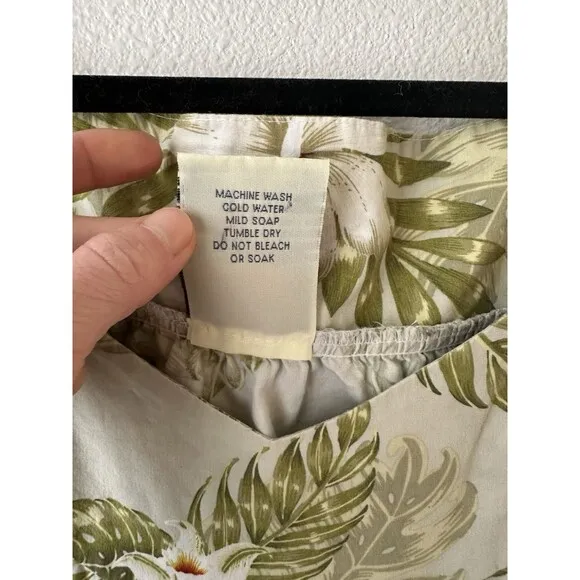 MACHINE WASH
COLD WATER
MILD SOAP
TUMBLE DRY
DO NOT BLEACH
OR SOAK